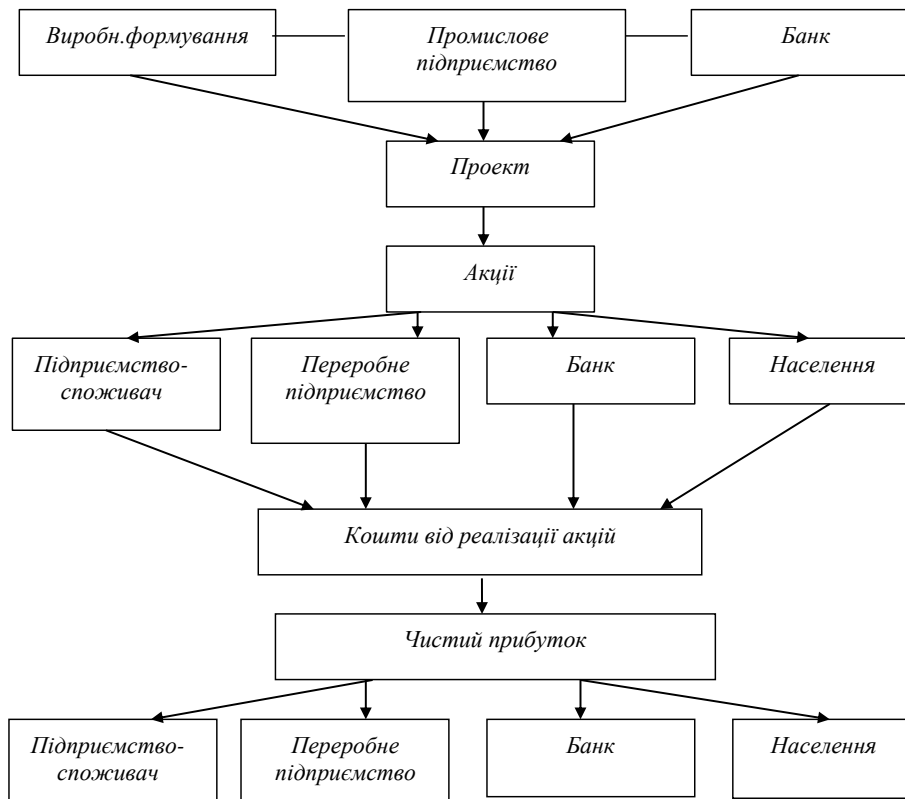 Виробн.формування
Промислове
підприємство
Банк
Проект
Акції
Підприємство-
споживач
Переробне
підприємство
Банк
Населення
Кошти від реалізації акцій
Чистий прибуток
Підприємство-
споживач
Переробне
підприємство
Банк
Населення